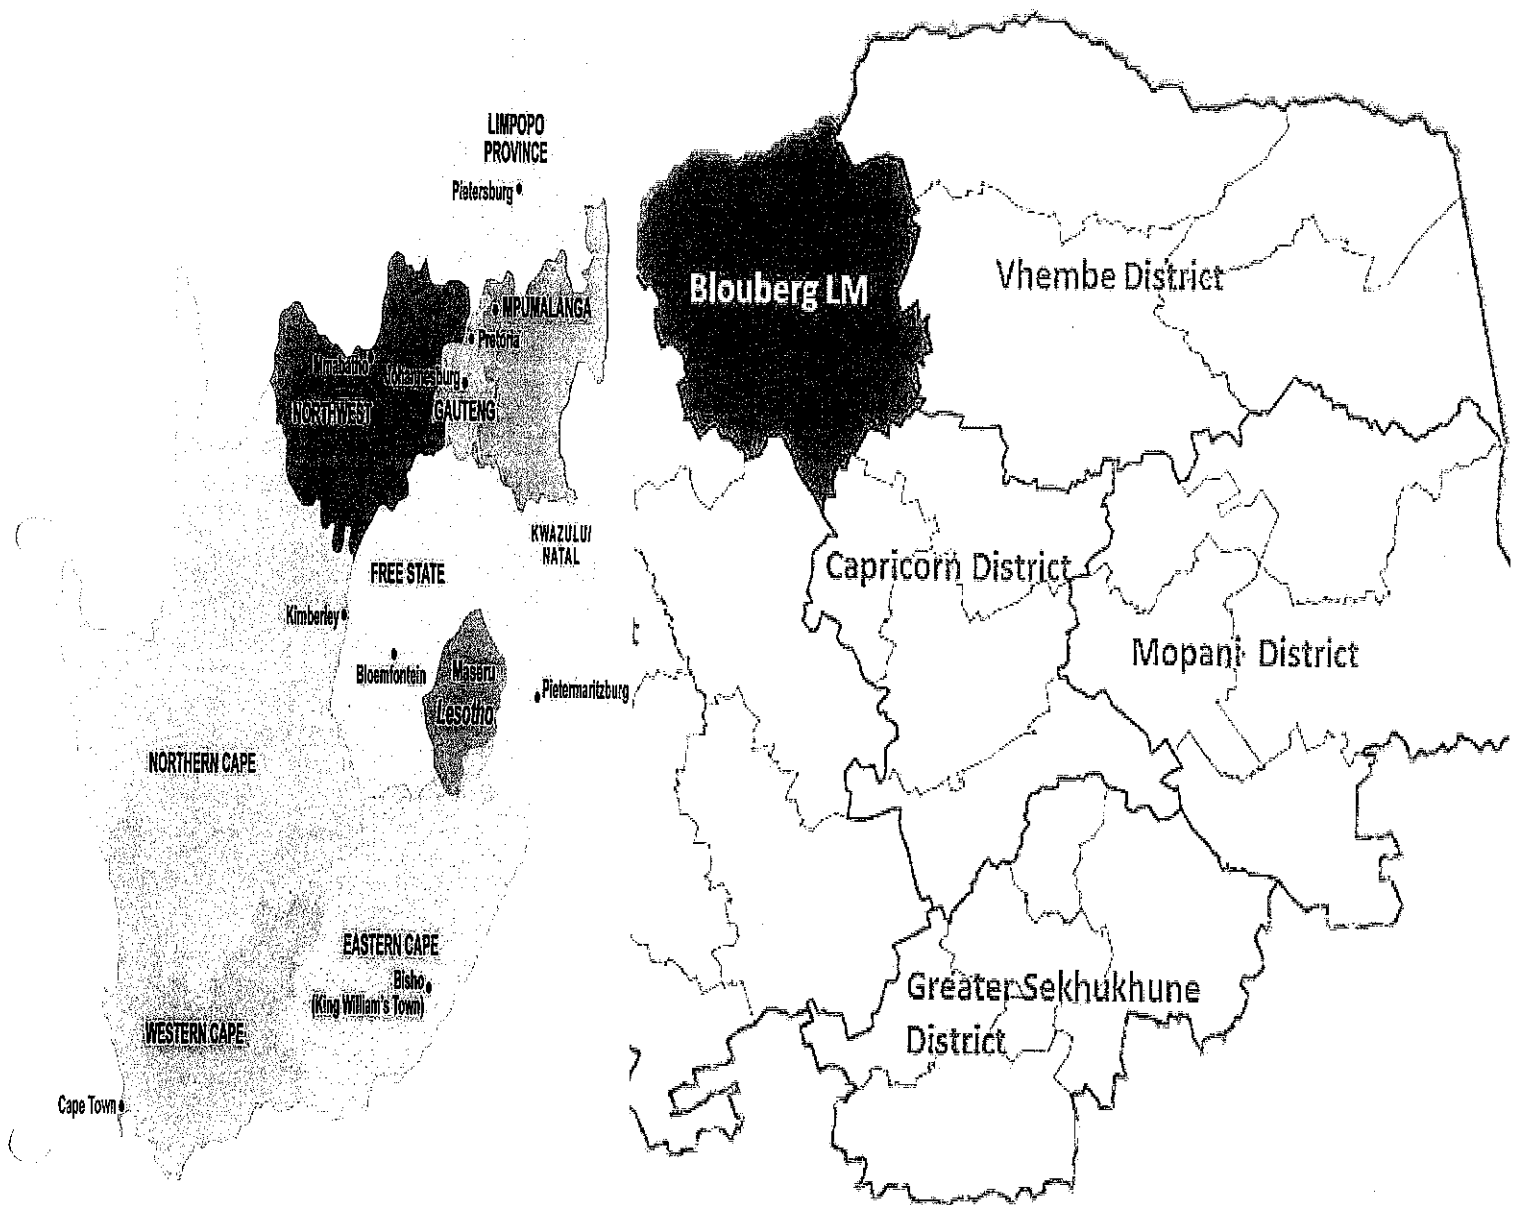 LIMPOPO
PROVINCE
Pietersburg
MPUMALANGA
Pretoria
Mmabatho
Johannesburg
NORTHWEST
GAUTENG
KWAZULU/
NATAL
FREE STATE
Kimberley
Bloemfontein
Maseru
Lesotho
Pietermaritzburg
NORTHERN CAPE
EASTERN CAPE
Bisho
(King William's Town)
WESTERN CAPE
Cape Town
Blouberg LM
Vhembe District
Capricorn District
t
Mopani District
Greater Sekhukhune
District